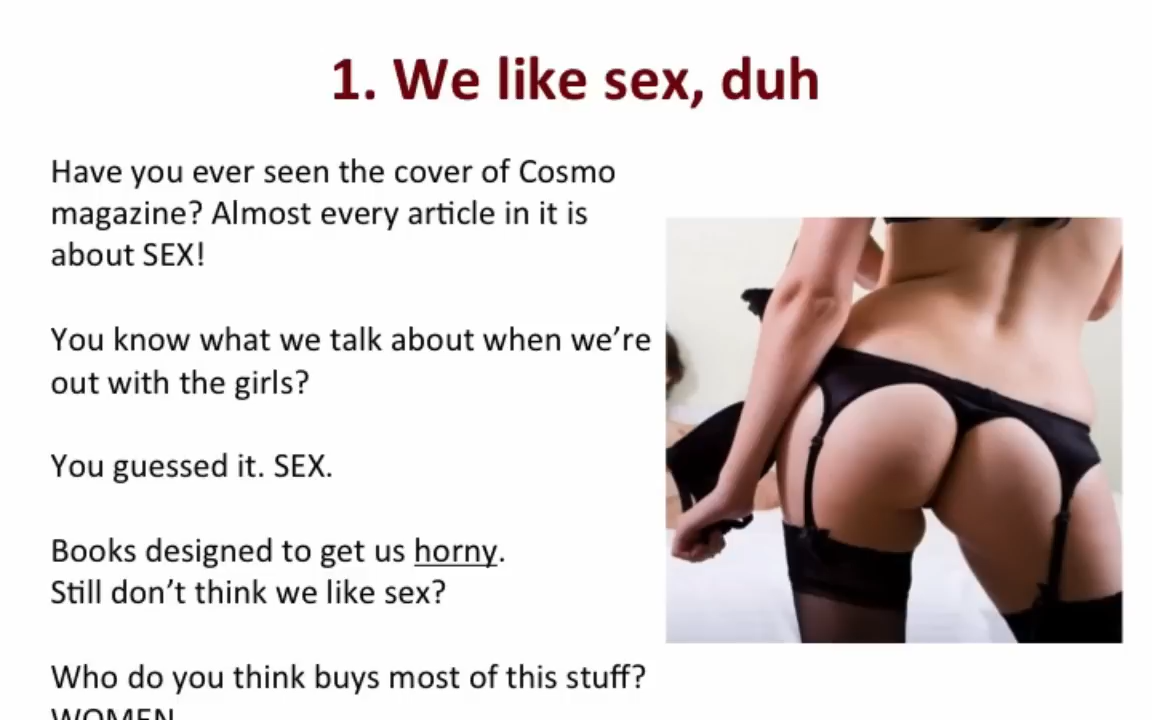 1. We like sex, duh
Have you ever seen the cover of Cosmo
magazine? Almost every article in it is
about SEX!
You know what we talk about when we’re
out with the girls?
You guessed it. SEX.
Books designed to get us horny.
Still don’t think we like sex?
Who do you think buys most of this stuff?
WOMEN